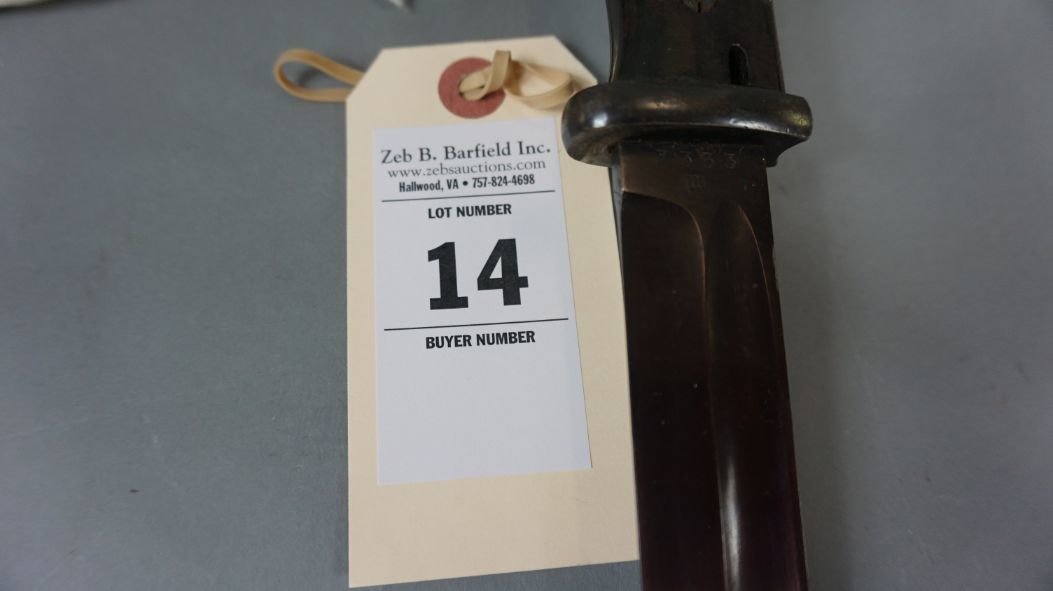 Zeb B. Barfield Inc.
www.zebsauctions.com
Hallwood, VA • 757-824-4698
LOT NUMBER
14
BUYER NUMBER